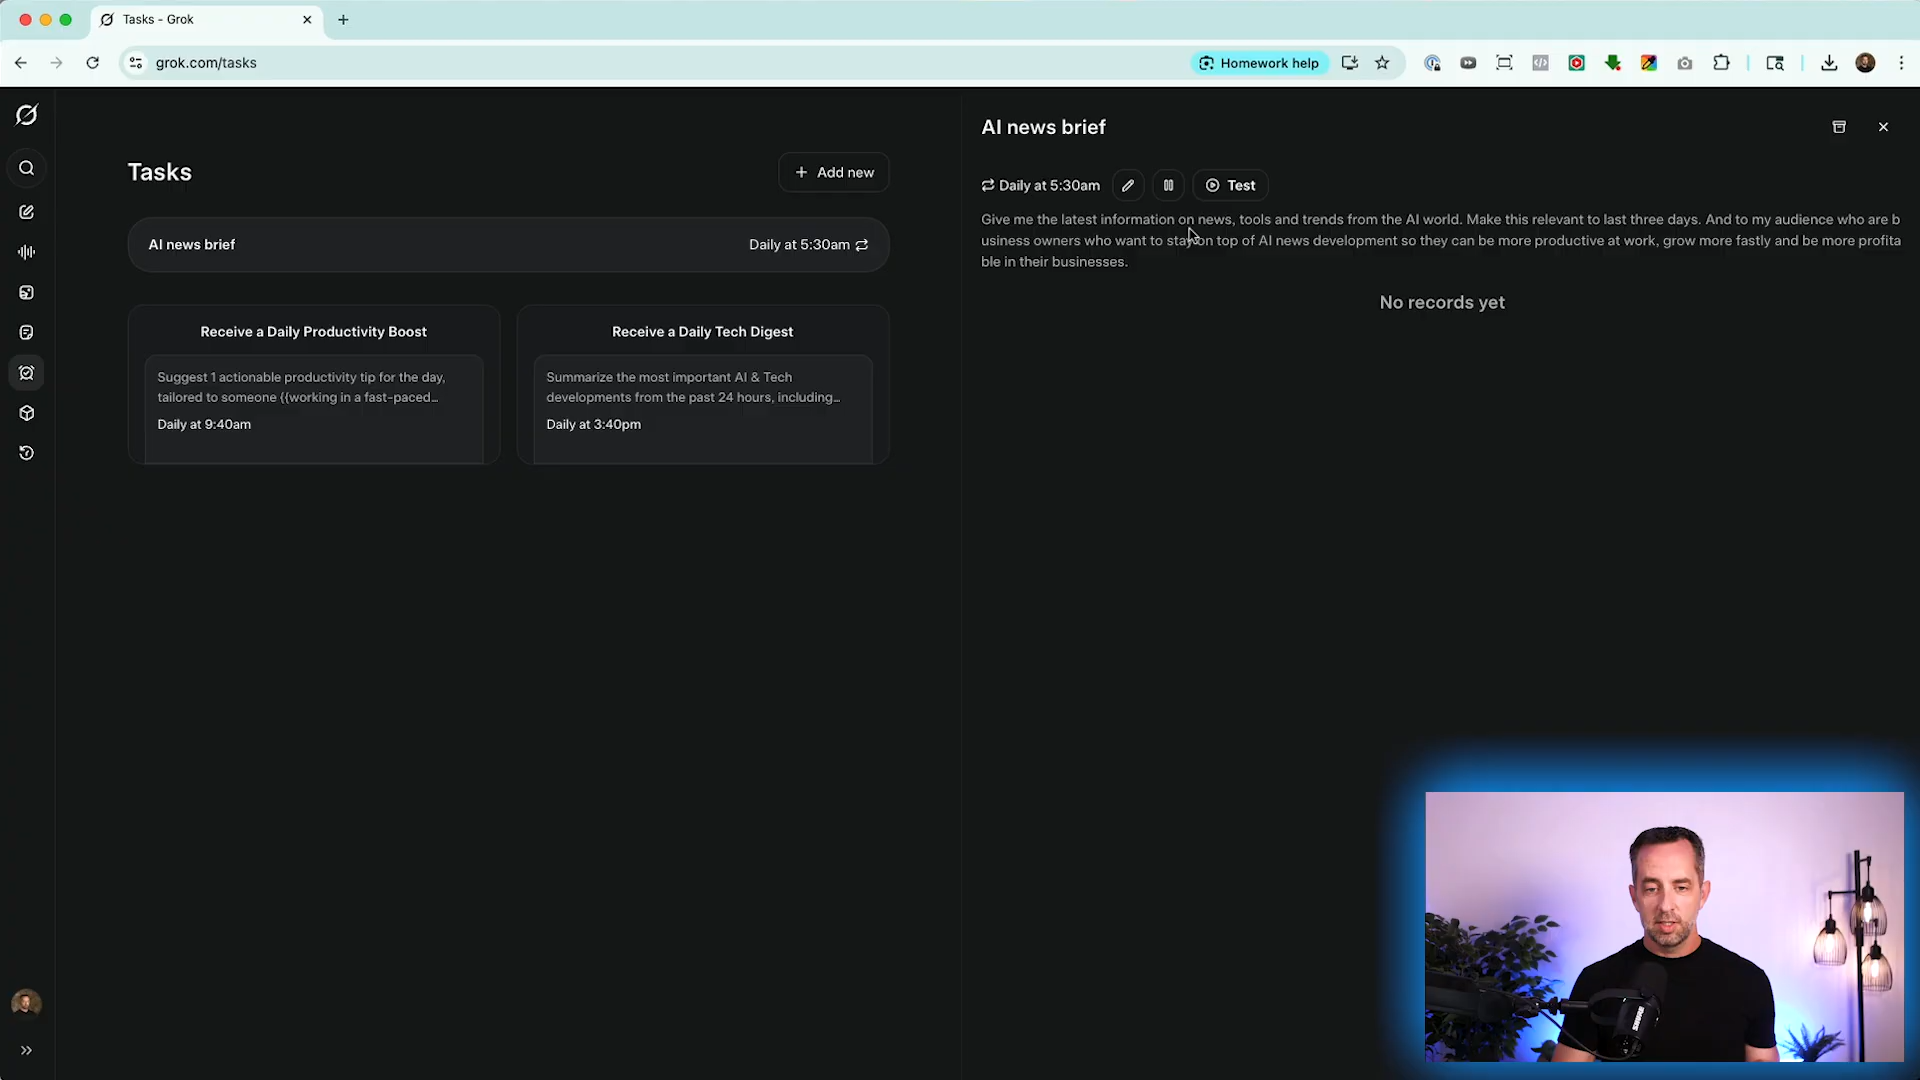 Tasks - Grok
grok.com/tasks
Homework help
Tasks
+ Add new
AI news brief
Daily at 5:30am
Receive a Daily Productivity Boost
Suggest 1 actionable productivity tip for the day,
tailored to someone {{working in a fast-paced...
Daily at 9:40am
Receive a Daily Tech Digest
Summarize the most important AI & Tech
developments from the past 24 hours, including...
Daily at 3:40pm
AI news brief
Daily at 5:30am
Test
Give me the latest information on news, tools and trends from the AI world. Make this relevant to last three days. And to my audience who are b
usiness owners who want to stay on top of AI news development so they can be more productive at work, grow more fastly and be more profita
ble in their businesses.
No records yet
SHURE